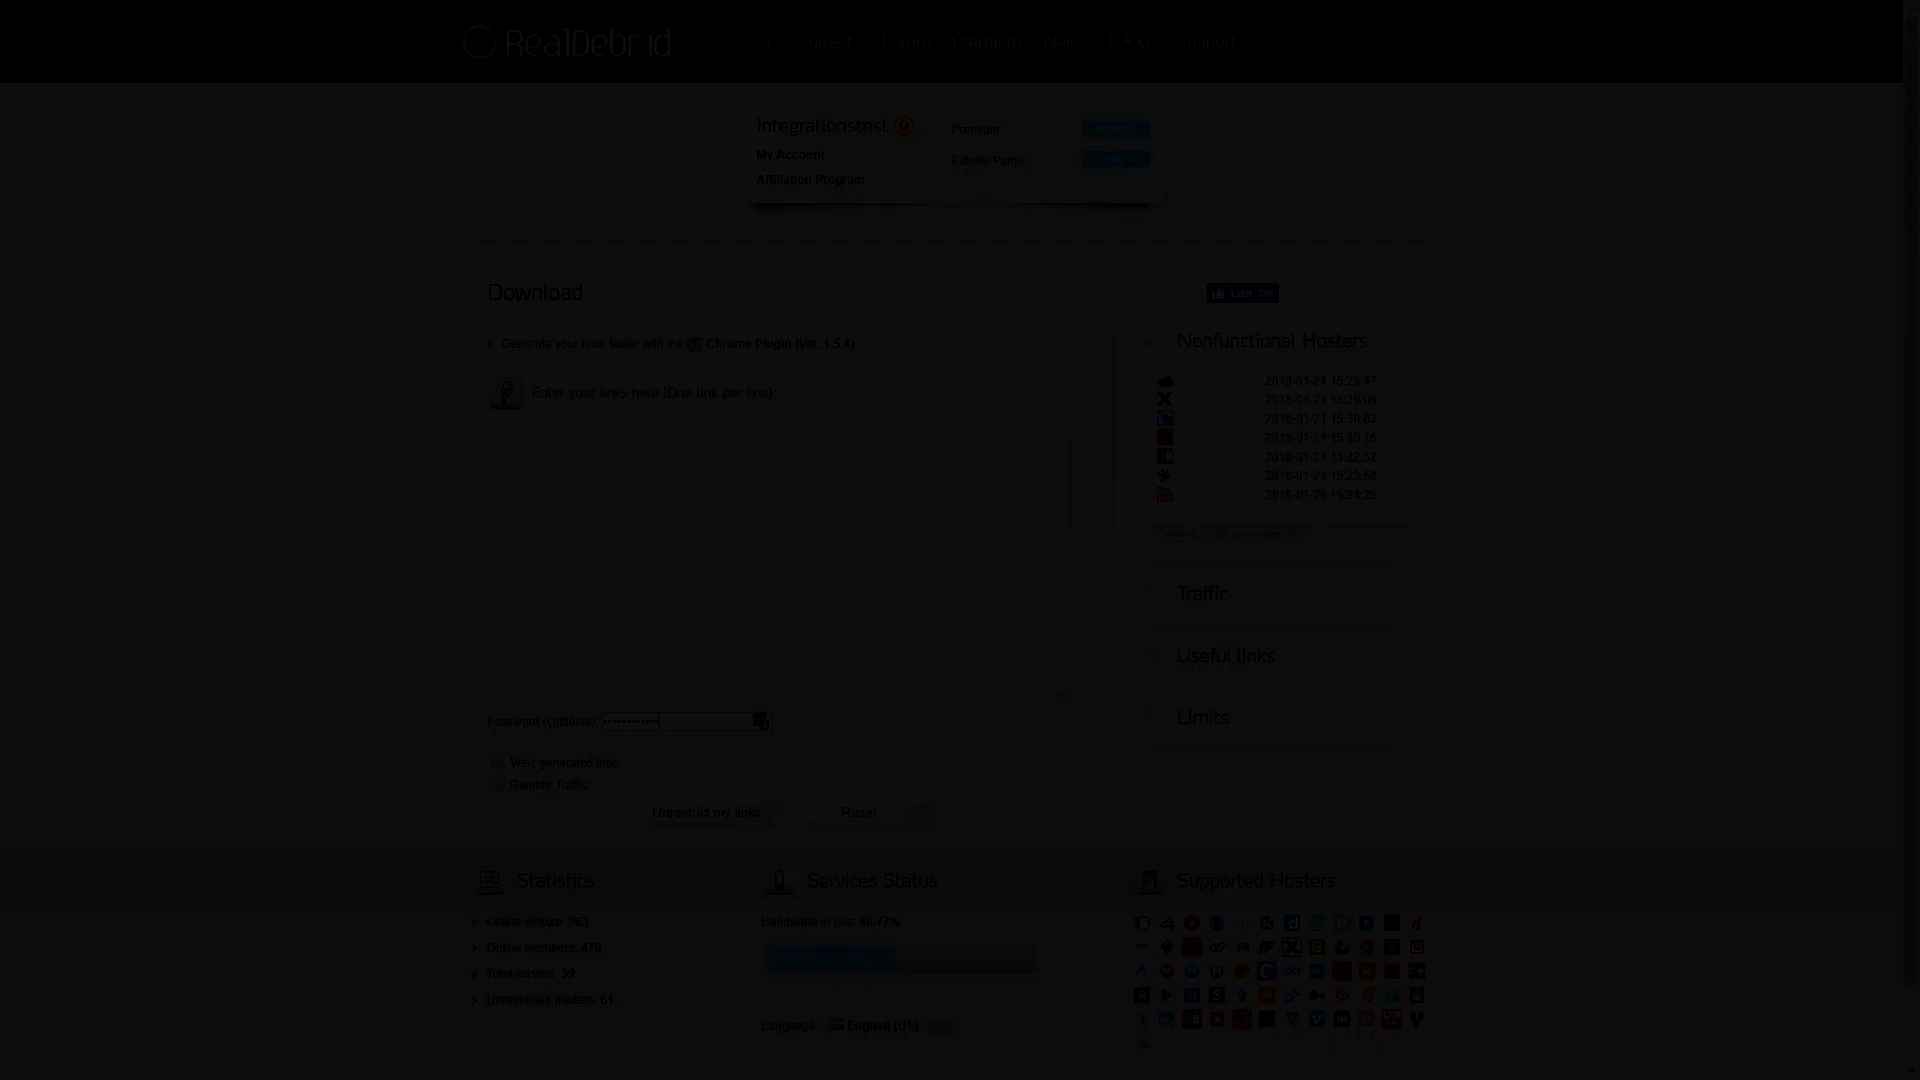 RealDebrid
Torrents Forum Premium News F.A.Q. Support
Integrationstest
My Account
Affiliation Program
Premium :
Fidelity Points :
Download
Generate your links faster with the Chrome Plugin (Ver. 1.5.4)
Enter your links here (One link per line):
Password (Optional):
View generated links
Remote Traffic
Unrestrict my links
Reset
Like
Nonfunctional Hosters
2018-01-21 15:29:47
2018-01-21 15:29:08
2018-01-21 15:30:03
2018-01-21 15:30:16
2018-01-21 15:22:52
2018-01-21 15:23:58
2018-01-21 15:24:25
Traffic
Useful links
Limits
Statistics
Online visitors: 963
Online members: 470
Total servers: 39
Unrestricted hosters: 61
Services Status
Bandwidth in use: 46.77%
Language: English (US)
Supported Hosters